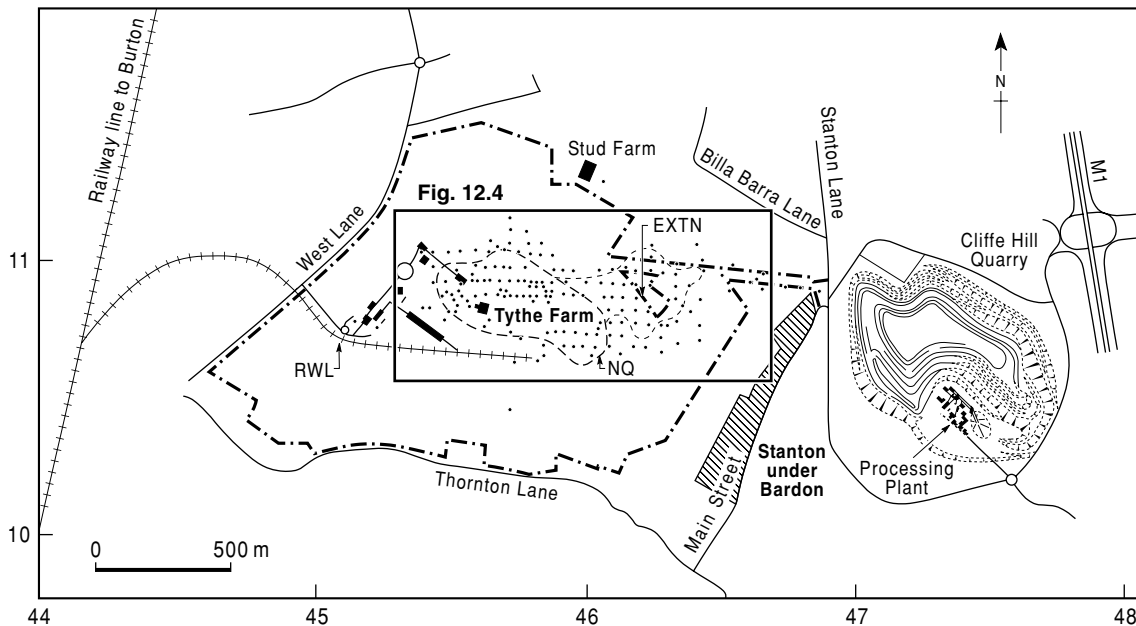 Railway line to Burton
West Lane
Stud Farm
Fig. 12.4
EXTN
Billa Barra Lane
Stanton Lane
N
M1
Cliffe Hill
Quarry
11
Tythe Farm
RWL
NQ
Thornton Lane
Main Street
Stanton
under
Bardon
Processing
Plant
10
0 500 m
44 45 46 47 48